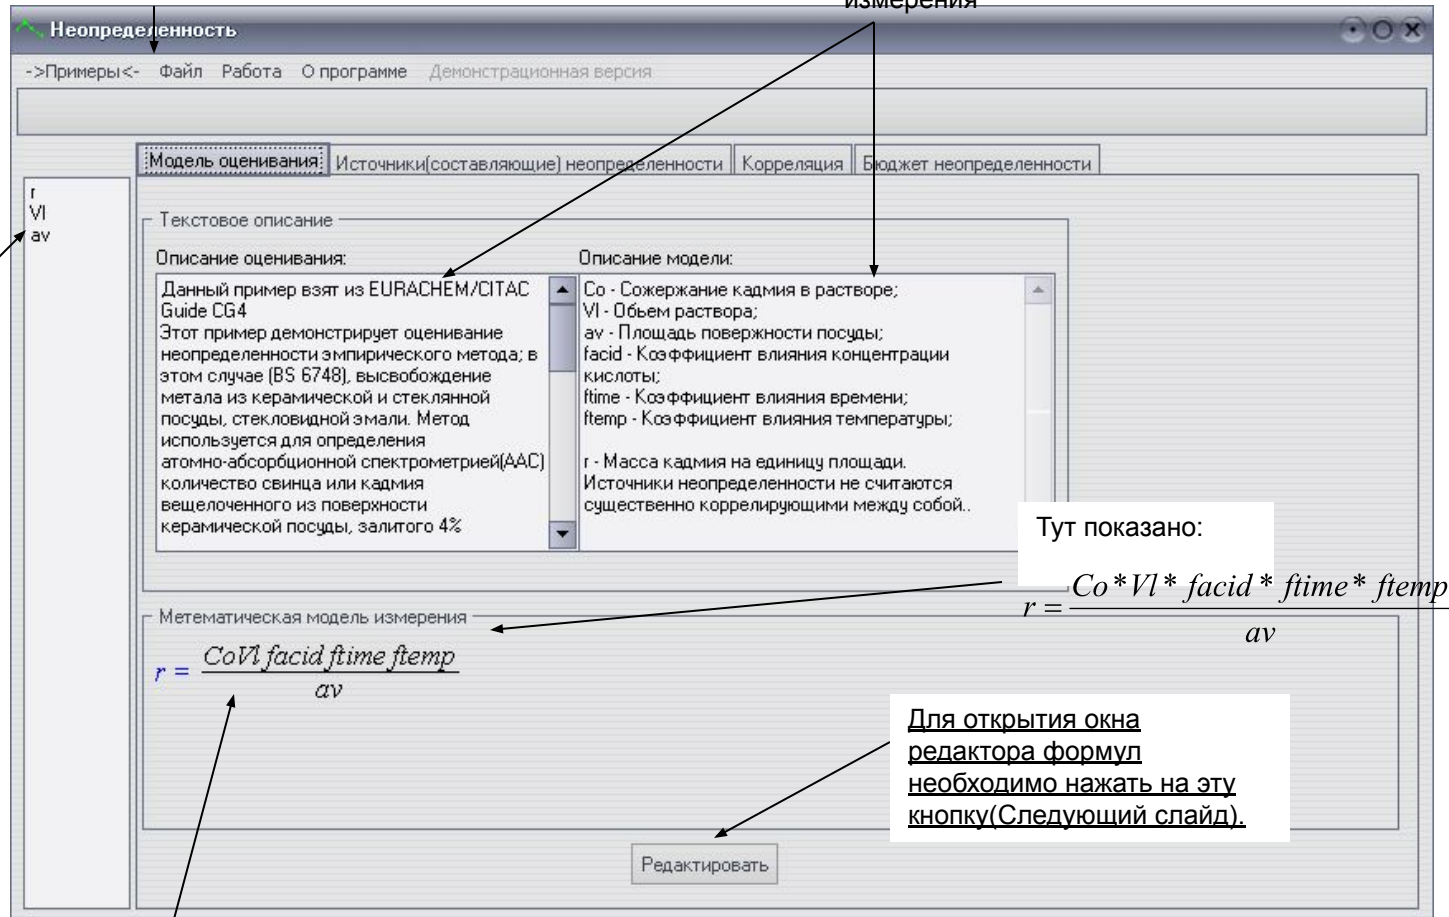 измерения
Неопределенность
->Примеры<- Файл Работа О программе Демонстрационная версия
Модель оценивания Источники(составляющие) неопределенности Корреляция Бюджет неопределенности
r
Vl
av
Текстовое описание
Описание оценивания:
Данный пример взят из EURACHEM/CITAC
Guide CG4
Этот пример демонстрирует оценивание
неопределенности эмпирического метода; в
этом случае (BS 6748), высвобождение
метала из керамической и стеклянной
посуды, стекловидной эмали. Метод
используется для определения
атомно-абсорбционной спектрометрией(ААС)
количество свинца или кадмия
вещелоченного из поверхности
керамической посуды, залитого 4%
Описание модели:
Co - Сожержание кадмия в растворе;
Vl - Обьем раствора;
av - Площадь повержности посуды;
facid - Коэффициент влияния концентрации
кислоты;
ftime - Коэффициент влияния времени;
ftemp - Коэффициент влияния температуры;
r - Масса кадмия на единицу площади.
Источники неопределенности не считаются
существенно коррелирующими между собой..
Тут показано:
r = Co*Vl* facid* ftime* ftemp
av
Метематическая модель измерения
r = CoVl facid ftime ftemp
av
Для открытия окна
редактора формул
необходимо нажать на эту
кнопку(Следующий слайд).
Редактировать